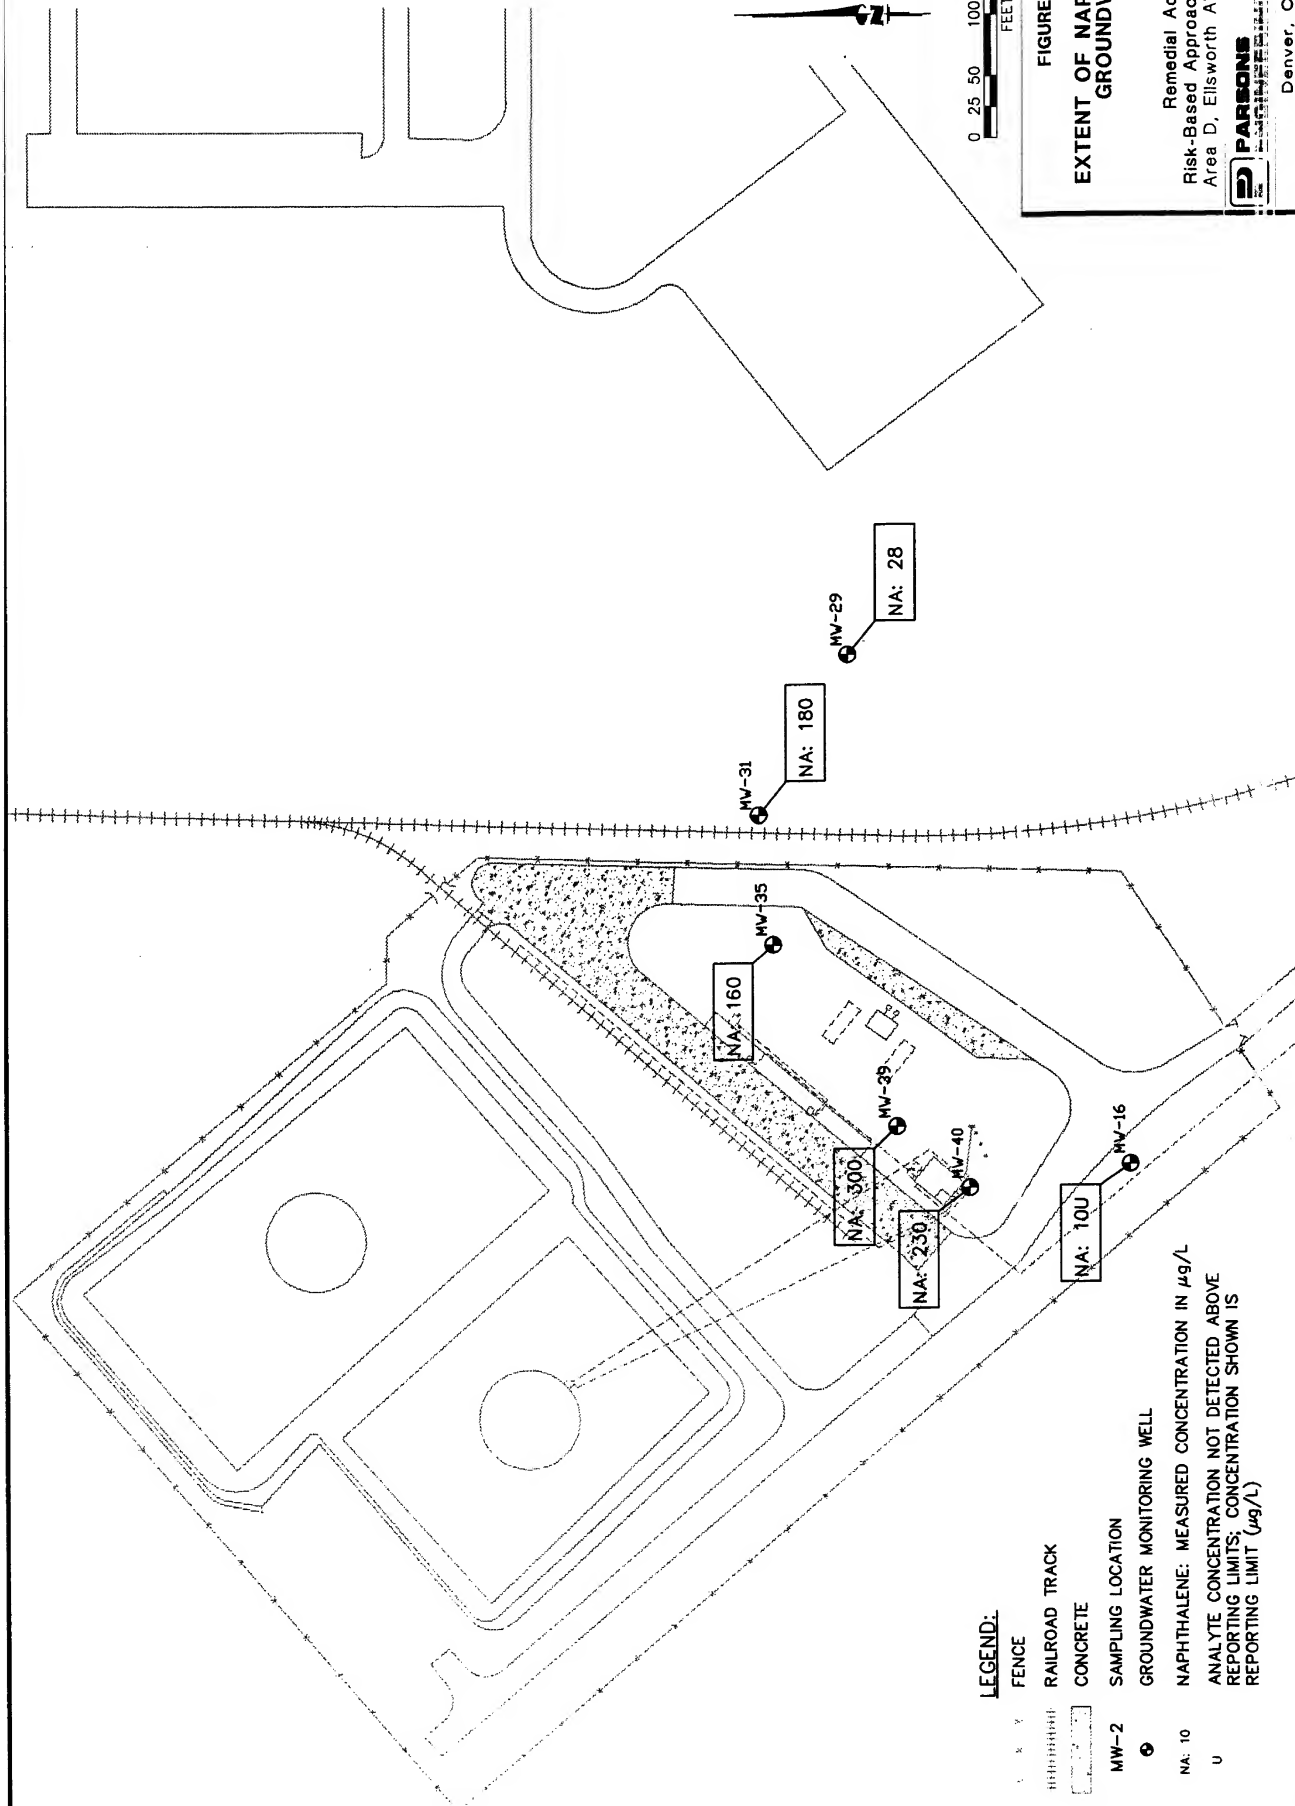 MW-31
NA: 180
MW-29
NA: 28
MW-35
NA: 160
MW-39
NA: 300
MW-40
NA: 230
MW-16
NA: 10U
LEGEND:
FENCE
RAILROAD TRACK
CONCRETE
MW-2 SAMPLING LOCATION
GROUNDWATER MONITORING WELL
NA: 10 NAPHTHALENE: MEASURED CONCENTRATION IN µg/L
U ANALYTE CONCENTRATION NOT DETECTED ABOVE
REPORTING LIMITS; CONCENTRATION SHOWN IS
REPORTING LIMIT (µg/L)
N
0 25 50 100
FEET
FIGURE
EXTENT OF NAP
GROUNDV
Remedial Ac
Risk-Based Approac
Area D, Ellsworth A
PARSONS
Denver, C